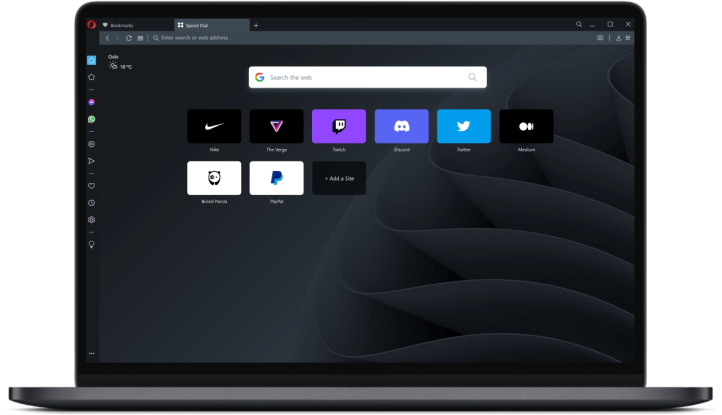 Bookmarks
Speed Dial
Enter search or web address
Oslo
18 °C
Search the web
Nike
The Verge
Twitch
Discord
Twitter
Medium
Bored Panda
PayPal
+ Add a Site